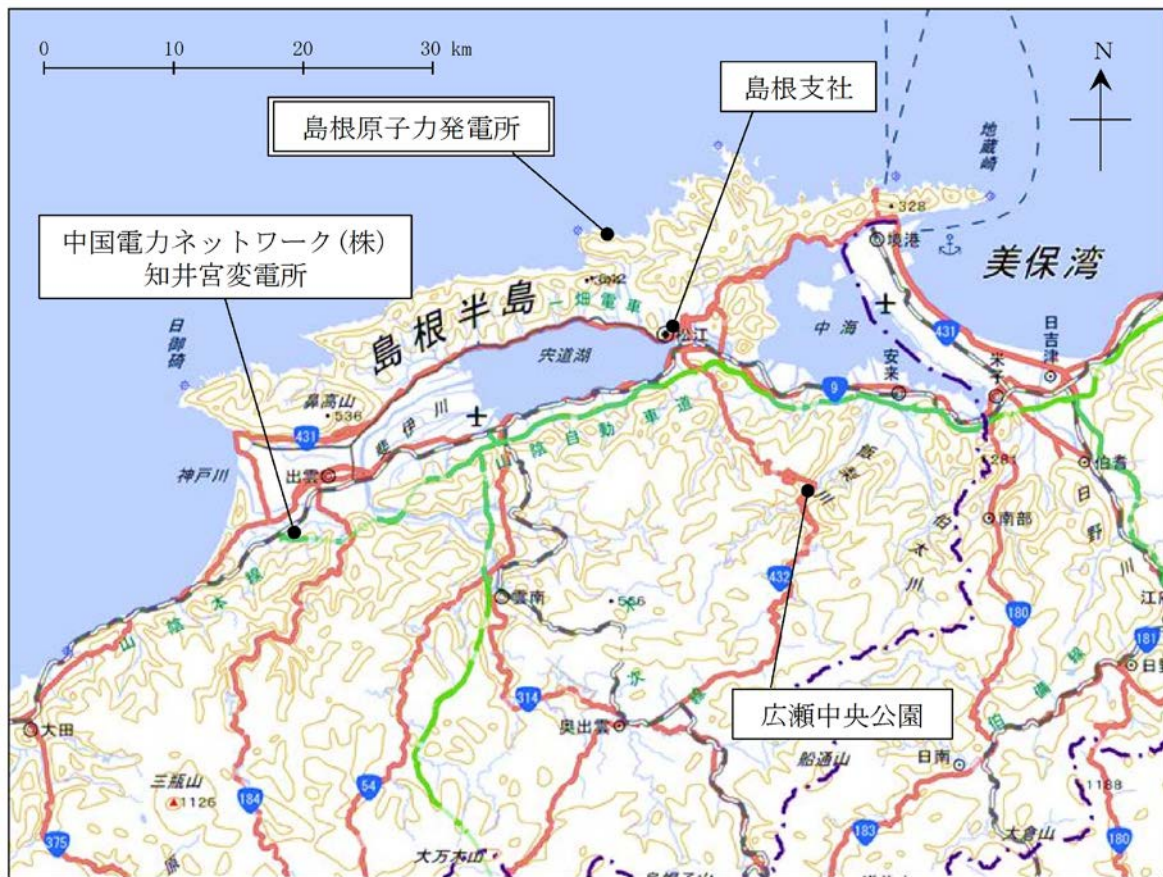 0 10 20 30 km
N
島根支社
島根原子力発電所
中国電力ネットワーク(株)
知井宮変電所
地蔵崎
328
境港
美保湾
島根半島
一畑電車
日御碕
宍道湖
松江
中海
431
日吉津
米子
安来
9
鼻高山
536
431
斐伊川
山陰自動車道
神戸川
出雲
飯梨川
伯耆
日野川
南部
伯太川
432
雲南
556
山陰本線
木次線
180
181
江府
日野
伯備線
314
広瀬中央公園
奥出雲
大田
船通山
日南
三瓶山
1126
184
54
1188
183
大倉山
180
375
大万木山